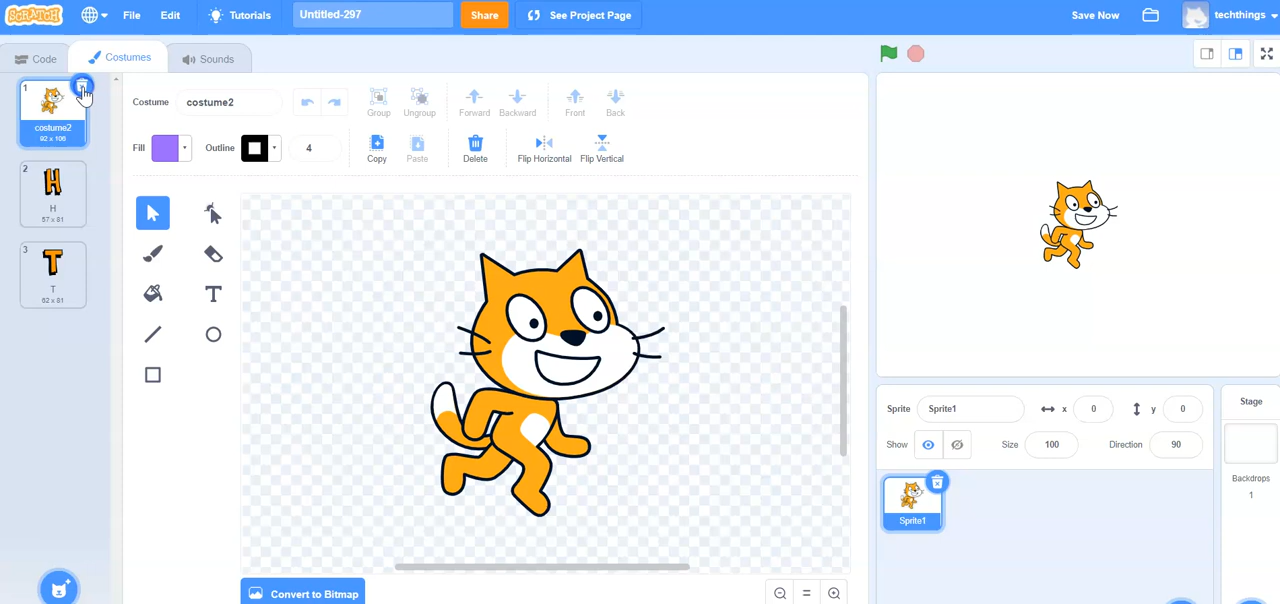 SCRATCH File Edit Tutorials Untitled-297 Share See Project Page Save Now techthings
Code Costumes Sounds
1
costume2
92 x 106
2
H
H
57 x 81
3
T
T
62 x 81
Costume costume2 Group Ungroup Forward Backward Front Back
Fill Outline 4 Copy Paste Delete Flip Horizontal Flip Vertical
T
Convert to Bitmap
Sprite Sprite1 x 0 y 0
Show Size 100 Direction 90
Sprite1
Stage
Backdrops
1